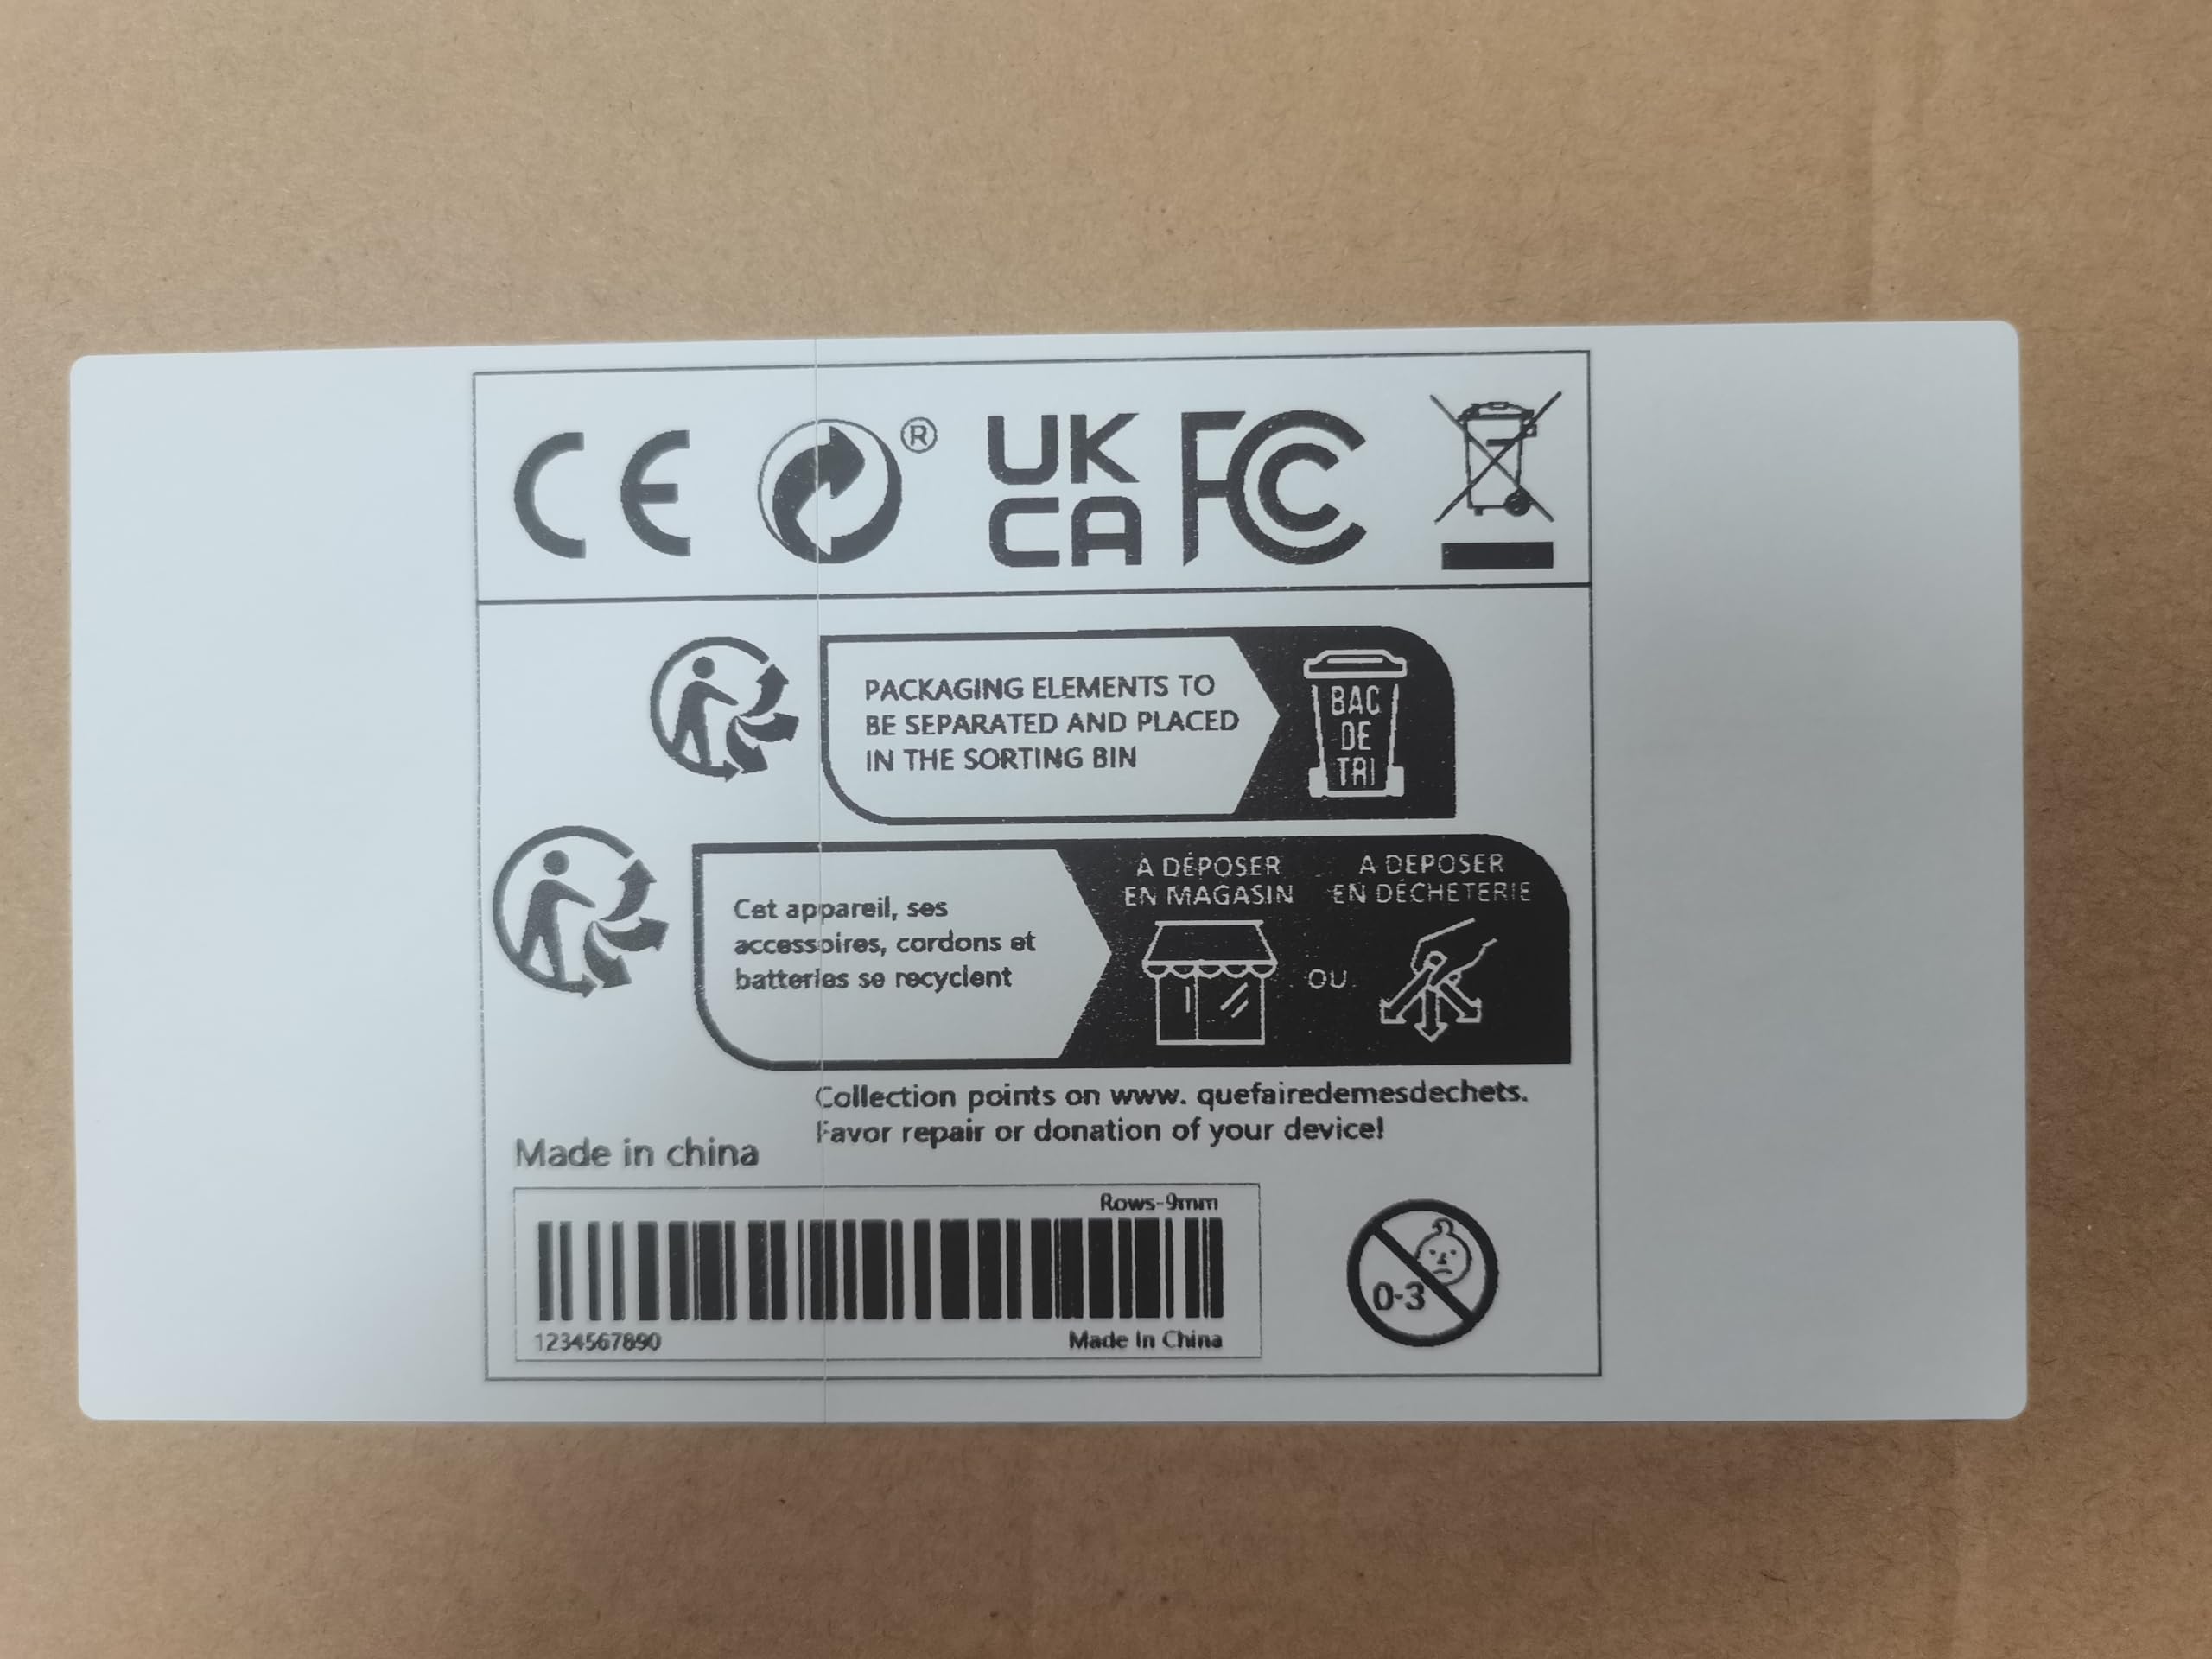 CE ® UK CA FC
PACKAGING ELEMENTS TO
BE SEPARATED AND PLACED
IN THE SORTING BIN
BAC
DE
TRI
Cet appareil, ses
accessoires, cordons et
batteries se recyclent
À DÉPOSER
EN MAGASIN
OU
A DEPOSER
EN DÉCHETERIE
Collection points on www. quefairedemesdechets.
Favor repair or donation of your device!
Made in china
Rows-9mm
1234567890
Made In China
0-3